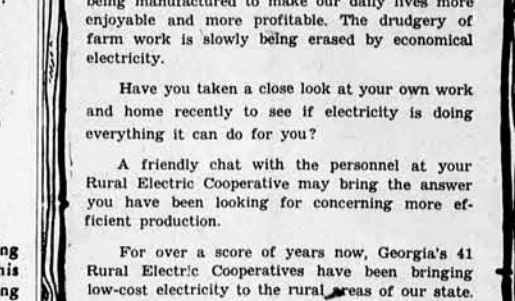 being manufactured to make our daily lives more
enjoyable and more profitable. The drudgery of
farm work is slowly being erased by economical
electricity.
Have you taken a close look at your own work
and home recently to see if electricity is doing
everything it can do for you?
A friendly chat with the personnel at your
Rural Electric Cooperative may bring the answer
you have been looking for concerning more ef-
ficient production.
For over a score of years now, Georgia's 41
Rural Electric Cooperatives have been bringing
low-cost electricity to the rural areas of our state.
ng
his
ng